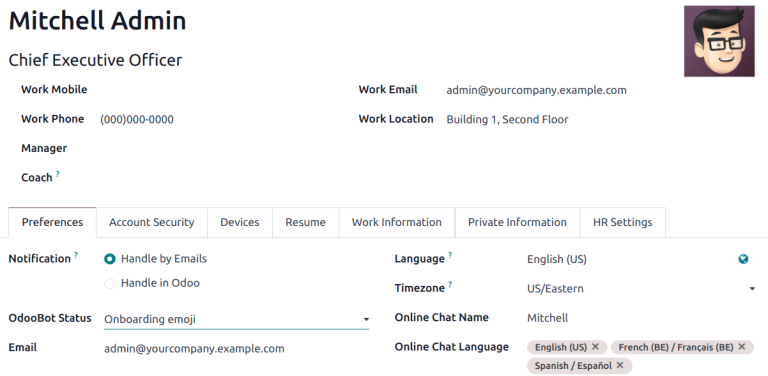 Mitchell Admin
Chief Executive Officer
Work Mobile
Work Email admin@yourcompany.example.com
Work Phone (000)000-0000
Work Location Building 1, Second Floor
Manager
Coach ?
Preferences Account Security Devices Resume Work Information Private Information HR Settings
Notification ? Handle by Emails
Handle in Odoo
OdooBot Status Onboarding emoji
Email admin@yourcompany.example.com
Language ? English (US)
Timezone ? US/Eastern
Online Chat Name Mitchell
Online Chat Language English (US) × French (BE) / Français (BE) ×
Spanish / Español ×